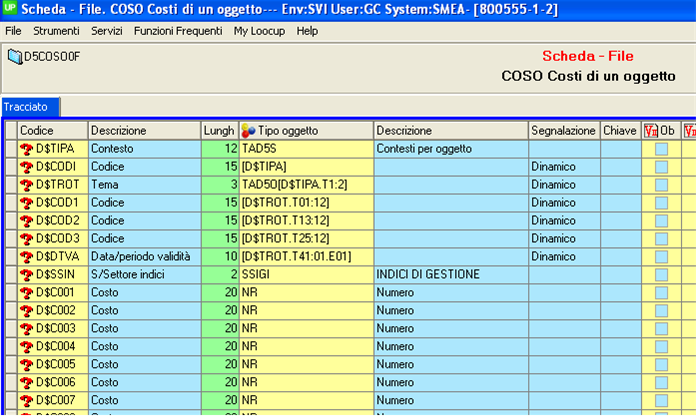 UP Scheda - File. COSO Costi di un oggetto--- Env:SVI User:GC System:SMEA- [800555-1-2]
File Strumenti Servizi Funzioni Frequenti My Loocup Help
D5COSO0F
Scheda - File
COSO Costi di un oggetto
Tracciato
Codice Descrizione Lungh Tipo oggetto Descrizione Segnalazione Chiave Ob
D$TIPA Contesto 12 TAD5S Contesti per oggetto
D$CODI Codice 15 [D$TIPA] Dinamico
D$TROT Tema 3 TAD5O[D$TIPA.T1:2] Dinamico
D$COD1 Codice 15 [D$TROT.T01:12] Dinamico
D$COD2 Codice 15 [D$TROT.T13:12] Dinamico
D$COD3 Codice 15 [D$TROT.T25:12] Dinamico
D$DTVA Data/periodo validità 10 [D$TROT.T41:01.E01] Dinamico
D$SSIN S/Settore indici 2 SSIGI INDICI DI GESTIONE
D$C001 Costo 20 NR Numero
D$C002 Costo 20 NR Numero
D$C003 Costo 20 NR Numero
D$C004 Costo 20 NR Numero
D$C005 Costo 20 NR Numero
D$C006 Costo 20 NR Numero
D$C007 Costo 20 NR Numero